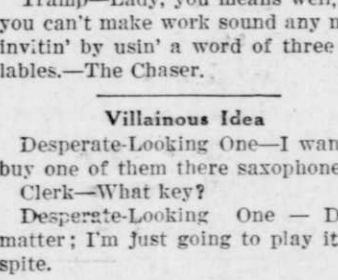 Tramp—Lady, you means well,
you can't make work sound any
invitin' by usin' a word of three
lables.—The Chaser.
Villainous Idea
Desperate-Looking One—I
buy one of them there
Clerk—What key?
Desperate-Looking One —
matter; I'm just going to play it
spite.